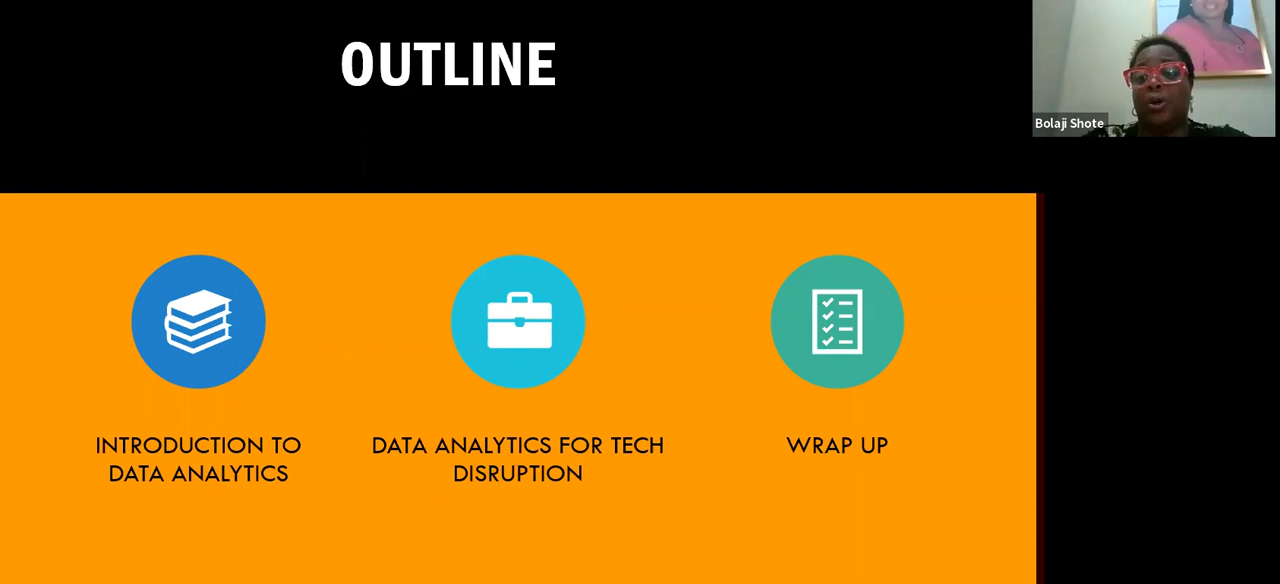 OUTLINE
Bolaji Shote
INTRODUCTION TO
DATA ANALYTICS
DATA ANALYTICS FOR TECH
DISRUPTION
WRAP UP